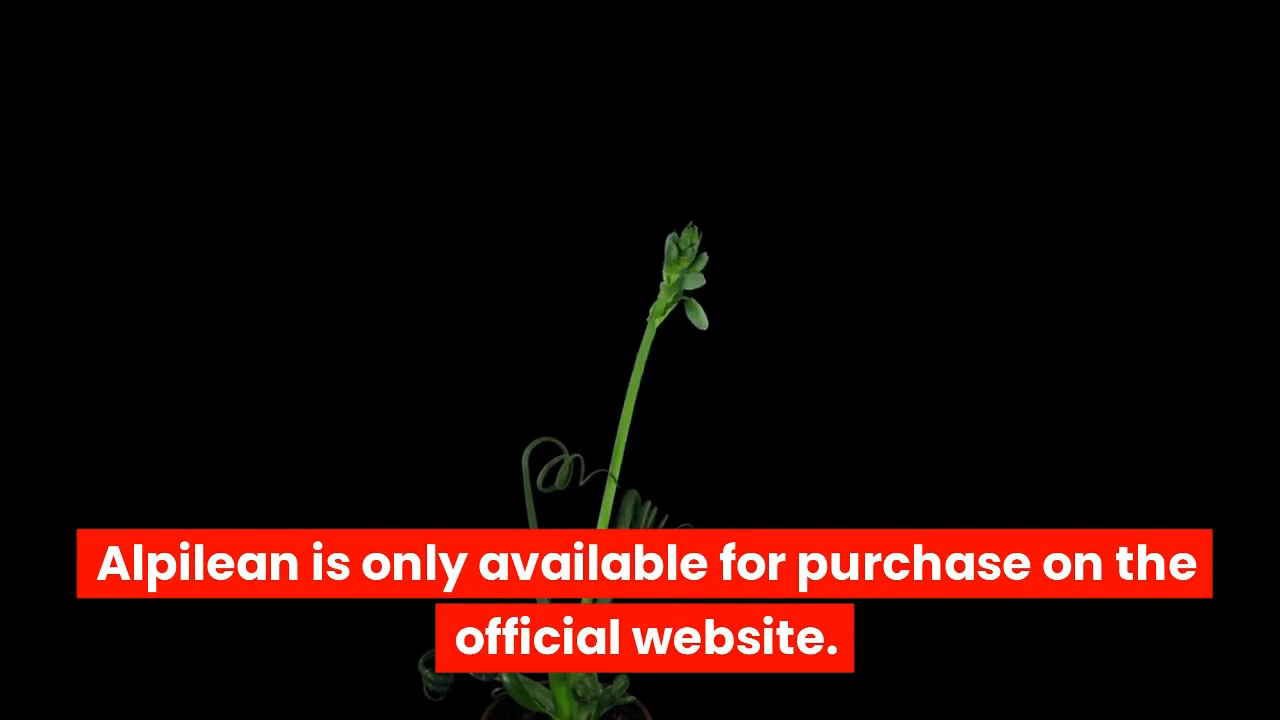 Alpilean is only available for purchase on the
official website.